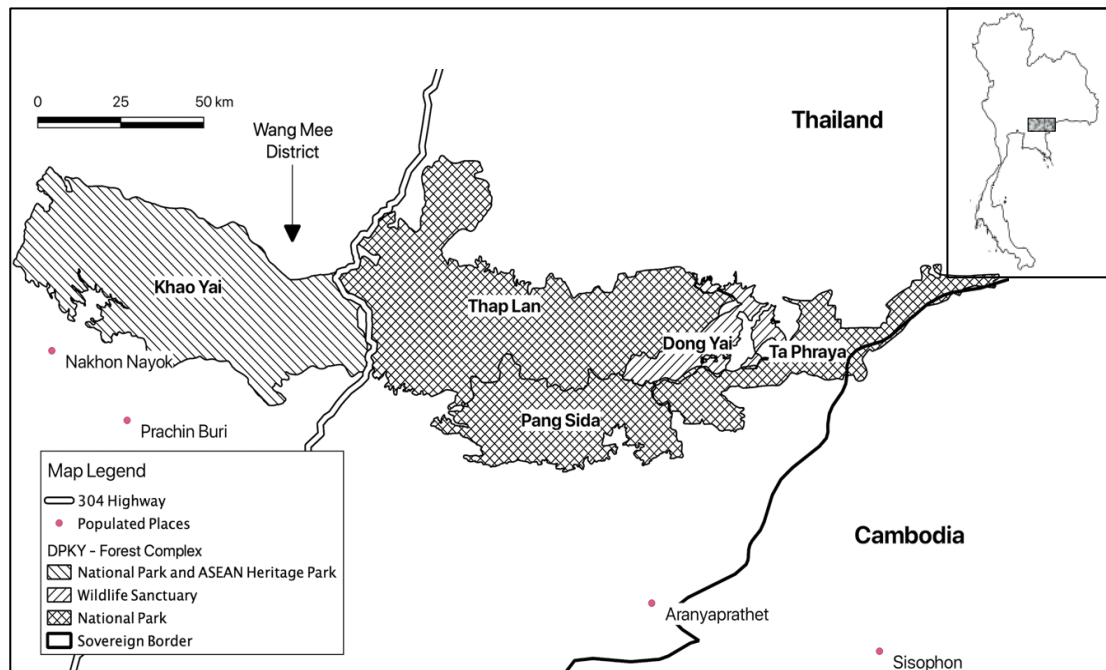 0 25 50 km
Wang Mee
District
Thailand
Khao Yai
Thap Lan
Dong Yai
Ta Phraya
Nakhon Nayok
Pang Sida
Prachin Buri
Map Legend
304 Highway
Populated Places
DPKY - Forest Complex
National Park and ASEAN Heritage Park
Wildlife Sanctuary
National Park
Sovereign Border
Cambodia
Aranyaprathet
Sisophon